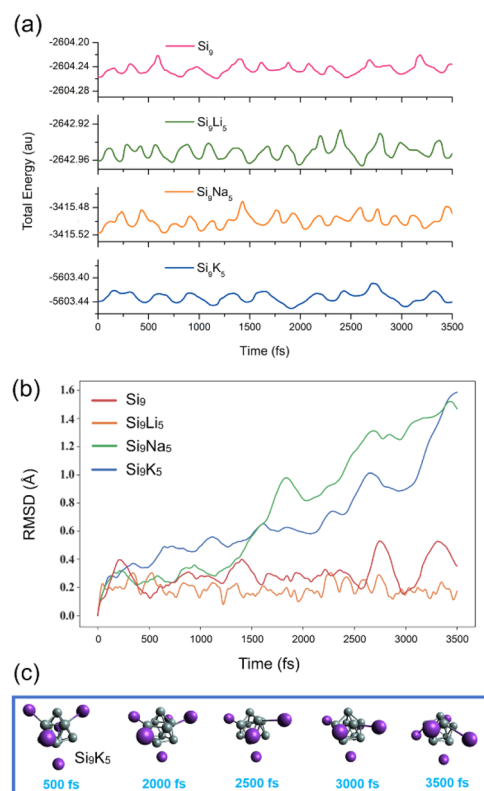 (a)
Total Energy (au)
-2604.20
-2604.24
-2604.28
Si₉
-2642.92
-2642.96
Si₉Li₅
-3415.48
-3415.52
Si₉Na₅
-5603.40
-5603.44
Si₉K₅
0 500 1000 1500 2000 2500 3000 3500
Time (fs)
(b)
RMSD (Å)
1.6
1.4
1.2
1.0
0.8
0.6
0.4
0.2
0.0
Si₉
Si₉Li₅
Si₉Na₅
Si₉K₅
0 500 1000 1500 2000 2500 3000 3500
Time (fs)
(c)
Si₉K₅
500 fs 2000 fs 2500 fs 3000 fs 3500 fs